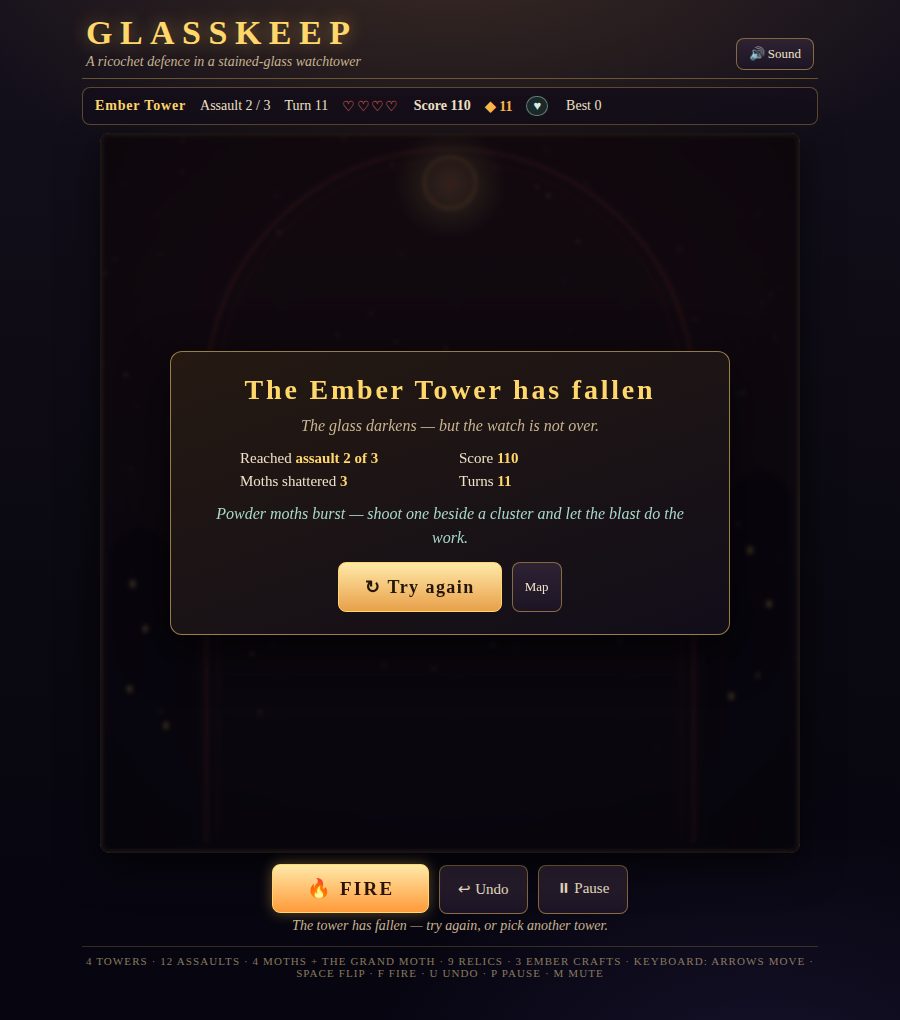 GLASSKEEP
A ricochet defence in a stained-glass watchtower
🔊 Sound
Ember Tower Assault 2 / 3 Turn 11 ♡♡♡♡ Score 110 ◆ 11 ♥ Best 0
The Ember Tower has fallen
The glass darkens — but the watch is not over.
Reached assault 2 of 3 Score 110
Moths shattered 3 Turns 11
Powder moths burst — shoot one beside a cluster and let the blast do the
work.
↻ Try again Map
🔥 FIRE ↩ Undo ⏸ Pause
The tower has fallen — try again, or pick another tower.
4 TOWERS · 12 ASSAULTS · 4 MOTHS + THE GRAND MOTH · 9 RELICS · 3 EMBER CRAFTS · KEYBOARD: ARROWS MOVE ·
SPACE FLIP · F FIRE · U UNDO · P PAUSE · M MUTE